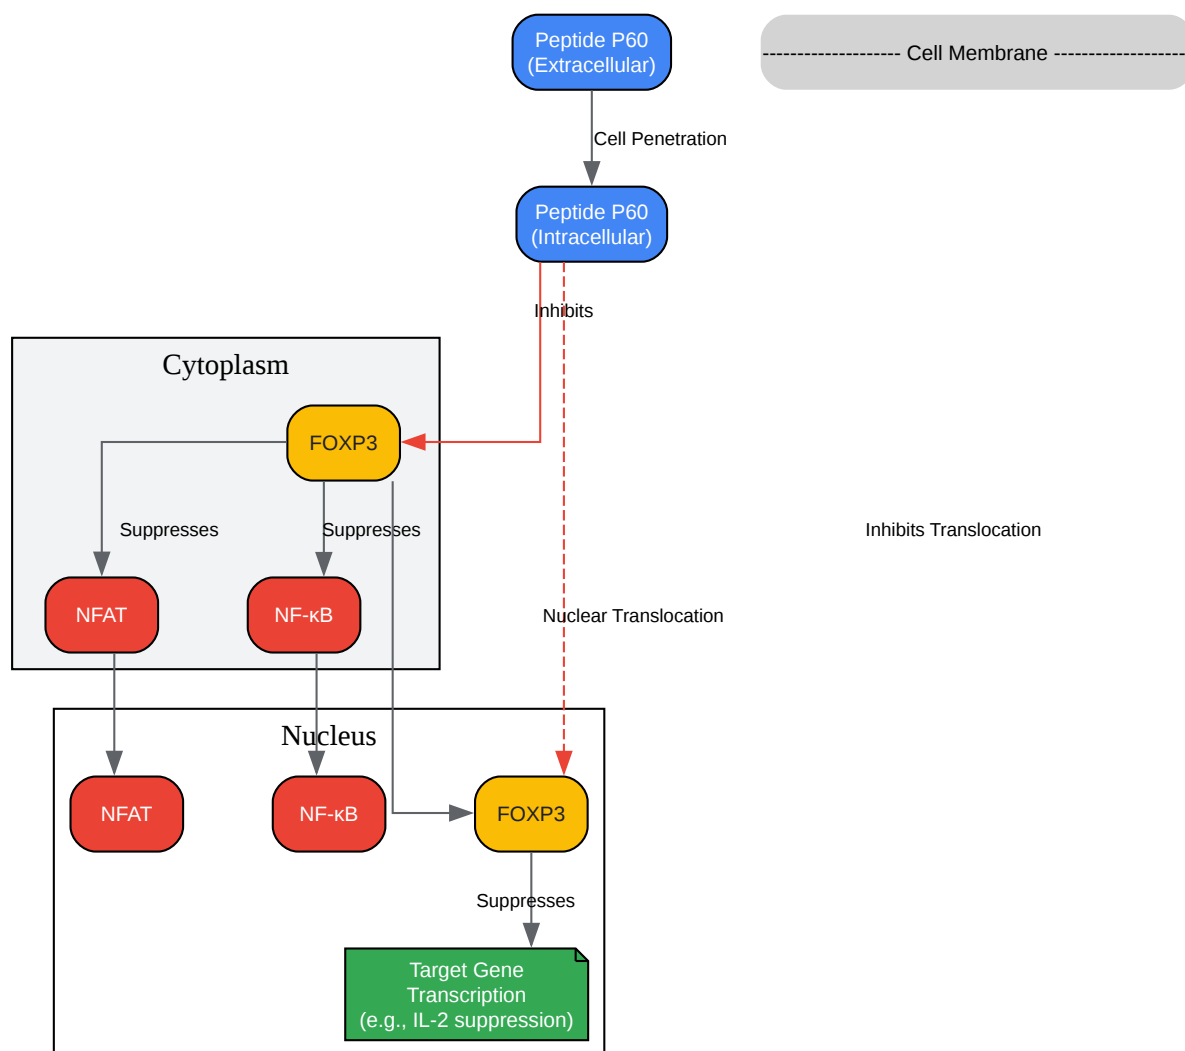 Peptide P60
(Extracellular)
--------------------- Cell Membrane --------------------
Cell Penetration
Peptide P60
(Intracellular)
Inhibits
Cytoplasm
FOXP3
Suppresses
Suppresses
Inhibits Translocation
NFAT
NF-κB
Nuclear Translocation
Nucleus
NFAT
NF-κB
FOXP3
Suppresses
Target Gene
Transcription
(e.g., IL-2 suppression)